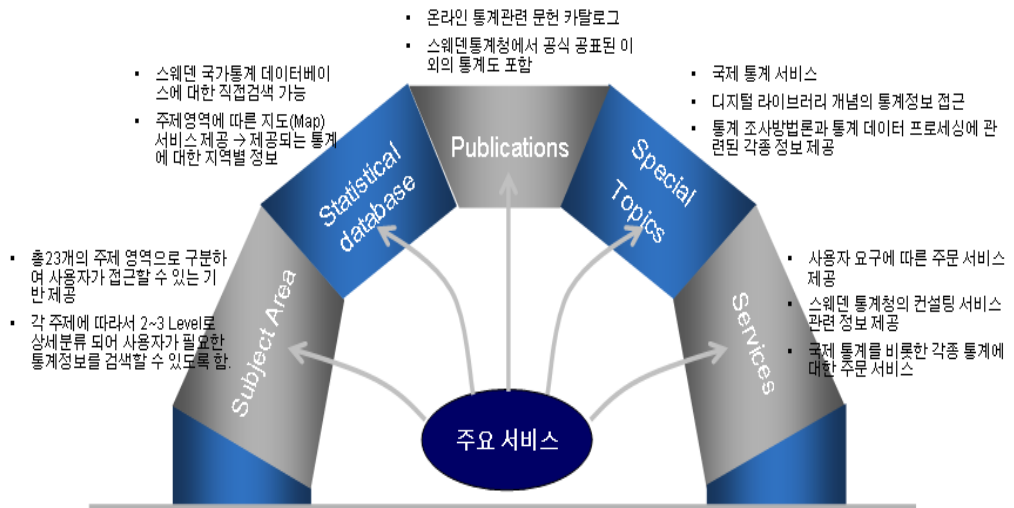 ▪ 온라인 통계관련 문헌 카탈로그
▪ 스웨덴통계청에서 공식 공표된 이
외의 통계도 포함
▪ 스웨덴 국가통계 데이터베이
스에 대한 직접검색 가능
▪ 주제영역에 따른 지도(Map)
서비스 제공 → 제공되는 통계
에 대한 지역별 정보
▪ 국제 통계 서비스
▪ 디지털 라이브러리 개념의 통계정보 접근
▪ 통계 조사방법론과 통계 데이터 프로세싱에 관
련된 각종 정보 제공
Publications
Statistical
database
Special
Topics
▪ 총23개의 주제 영역으로 구분하
여 사용자가 접근할 수 있는 기
반 제공
▪ 각 주제에 따라서 2~3 Level로
상세분류 되어 사용자가 필요한
통계정보를 검색할 수 있도록 함.
Subject Area
Services
▪ 사용자 요구에 따른 주문 서비스
제공
▪ 스웨덴 통계청의 컨설팅 서비스
관련 정보 제공
▪ 국제 통계를 비롯한 각종 통계에
대한 주문 서비스
주요 서비스